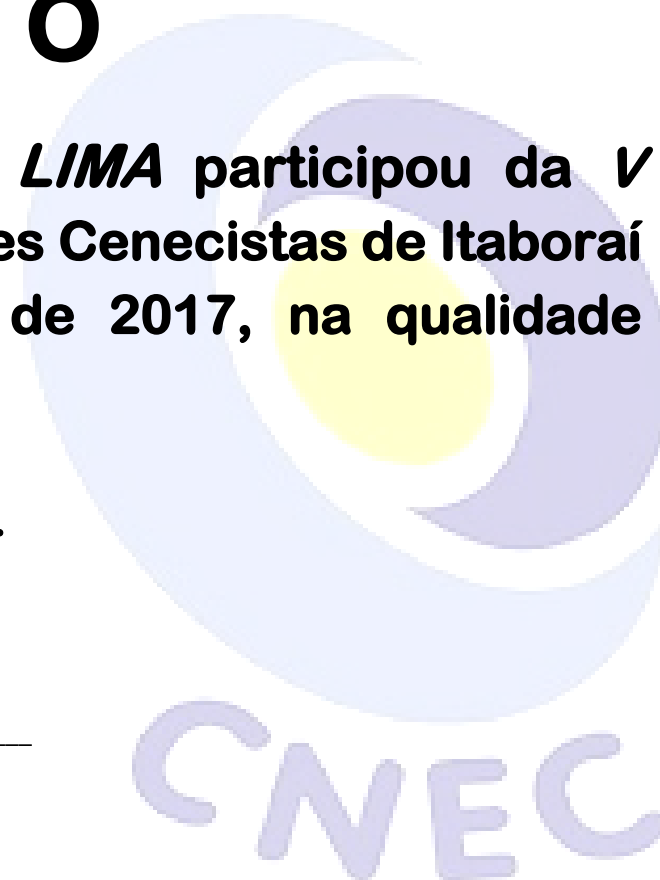 O
LIMA participou da V
es Cenecistas de Itaboraí
de 2017, na qualidade
.
CNEC